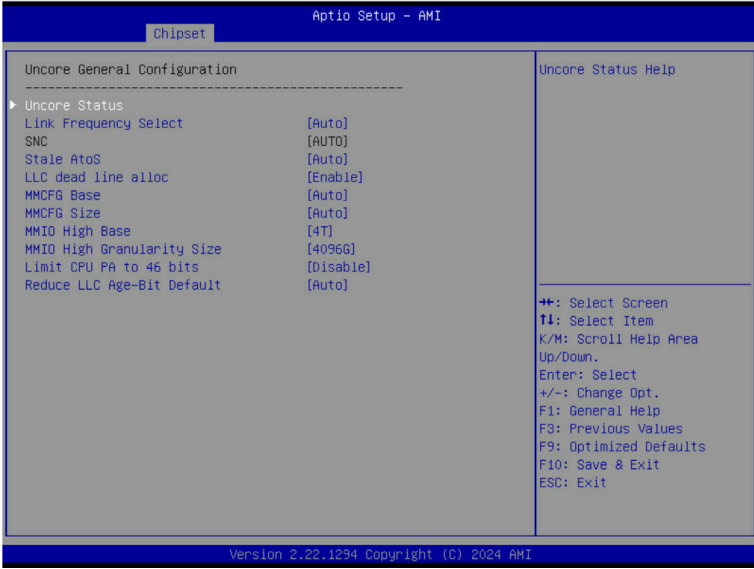 Aptio Setup – AMI
Chipset
Uncore General Configuration
--------------------------------------------------
Uncore Status
Link Frequency Select [Auto]
SNC [AUTO]
Stale AtoS [Auto]
LLC dead line alloc [Enable]
MMCFG Base [Auto]
MMCFG Size [Auto]
MMIO High Base [4T]
MMIO High Granularity Size [4096G]
Limit CPU PA to 46 bits [Disable]
Reduce LLC Age-Bit Default [Auto]
Uncore Status Help
→←: Select Screen
↑↓: Select Item
K/M: Scroll Help Area
Up/Down.
Enter: Select
+/-: Change Opt.
F1: General Help
F3: Previous Values
F9: Optimized Defaults
F10: Save & Exit
ESC: Exit
Version 2.22.1294 Copyright (C) 2024 AMI